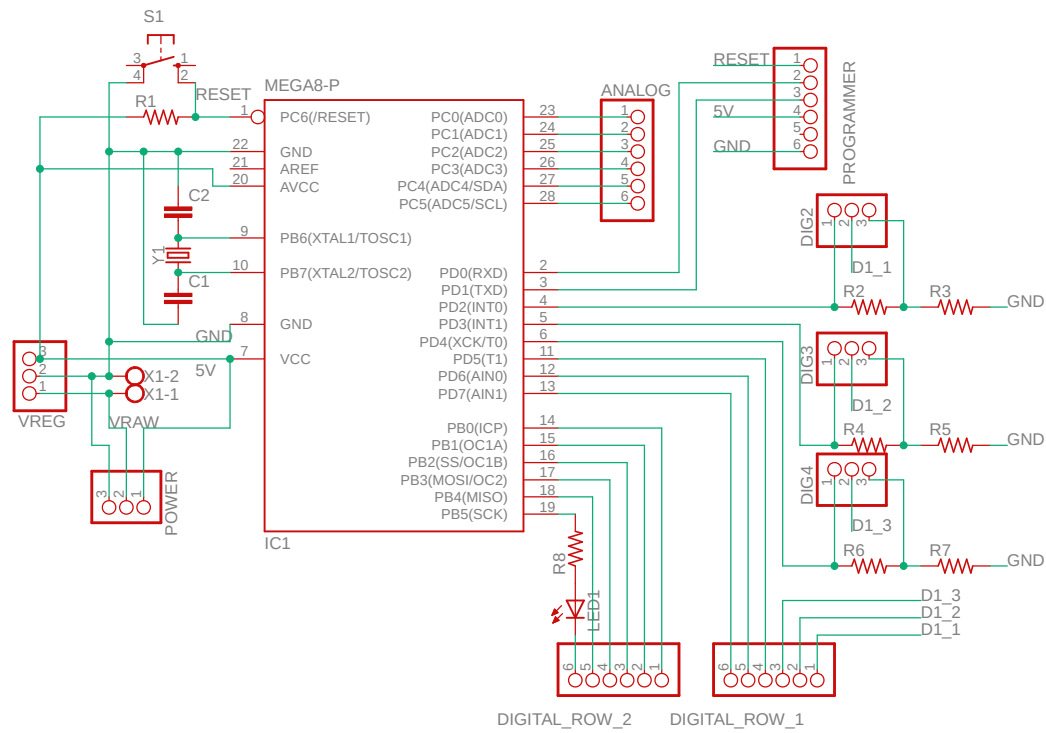 S1
3
1
4
2
RESET
R1
MEGA8-P
1
PC6(/RESET)
22
GND
21
AREF
20
AVCC
C2
9
PB6(XTAL1/TOSC1)
Y1
10
PB7(XTAL2/TOSC2)
C1
8
GND
GND
7
VCC
5V
3
2
1
VREG
X1-2
X1-1
VRAW
3
2
1
POWER
IC1
PC0(ADC0)
23
PC1(ADC1)
24
PC2(ADC2)
25
PC3(ADC3)
26
PC4(ADC4/SDA)
27
PC5(ADC5/SCL)
28
PD0(RXD)
2
PD1(TXD)
3
PD2(INT0)
4
PD3(INT1)
5
PD4(XCK/T0)
6
PD5(T1)
11
PD6(AIN0)
12
PD7(AIN1)
13
PB0(ICP)
14
PB1(OC1A)
15
PB2(SS/OC1B)
16
PB3(MOSI/OC2)
17
PB4(MISO)
18
PB5(SCK)
19
ANALOG
1
2
3
4
5
6
RESET
5V
GND
1
2
3
4
5
6
PROGRAMMER
DIG2
1
2
3
D1_1
R2
R3
GND
DIG3
1
2
3
D1_2
R4
R5
GND
DIG4
1
2
3
D1_3
R6
R7
GND
R8
LED1
D1_3
D1_2
D1_1
6
5
4
3
2
1
6
5
4
3
2
1
DIGITAL_ROW_2
DIGITAL_ROW_1